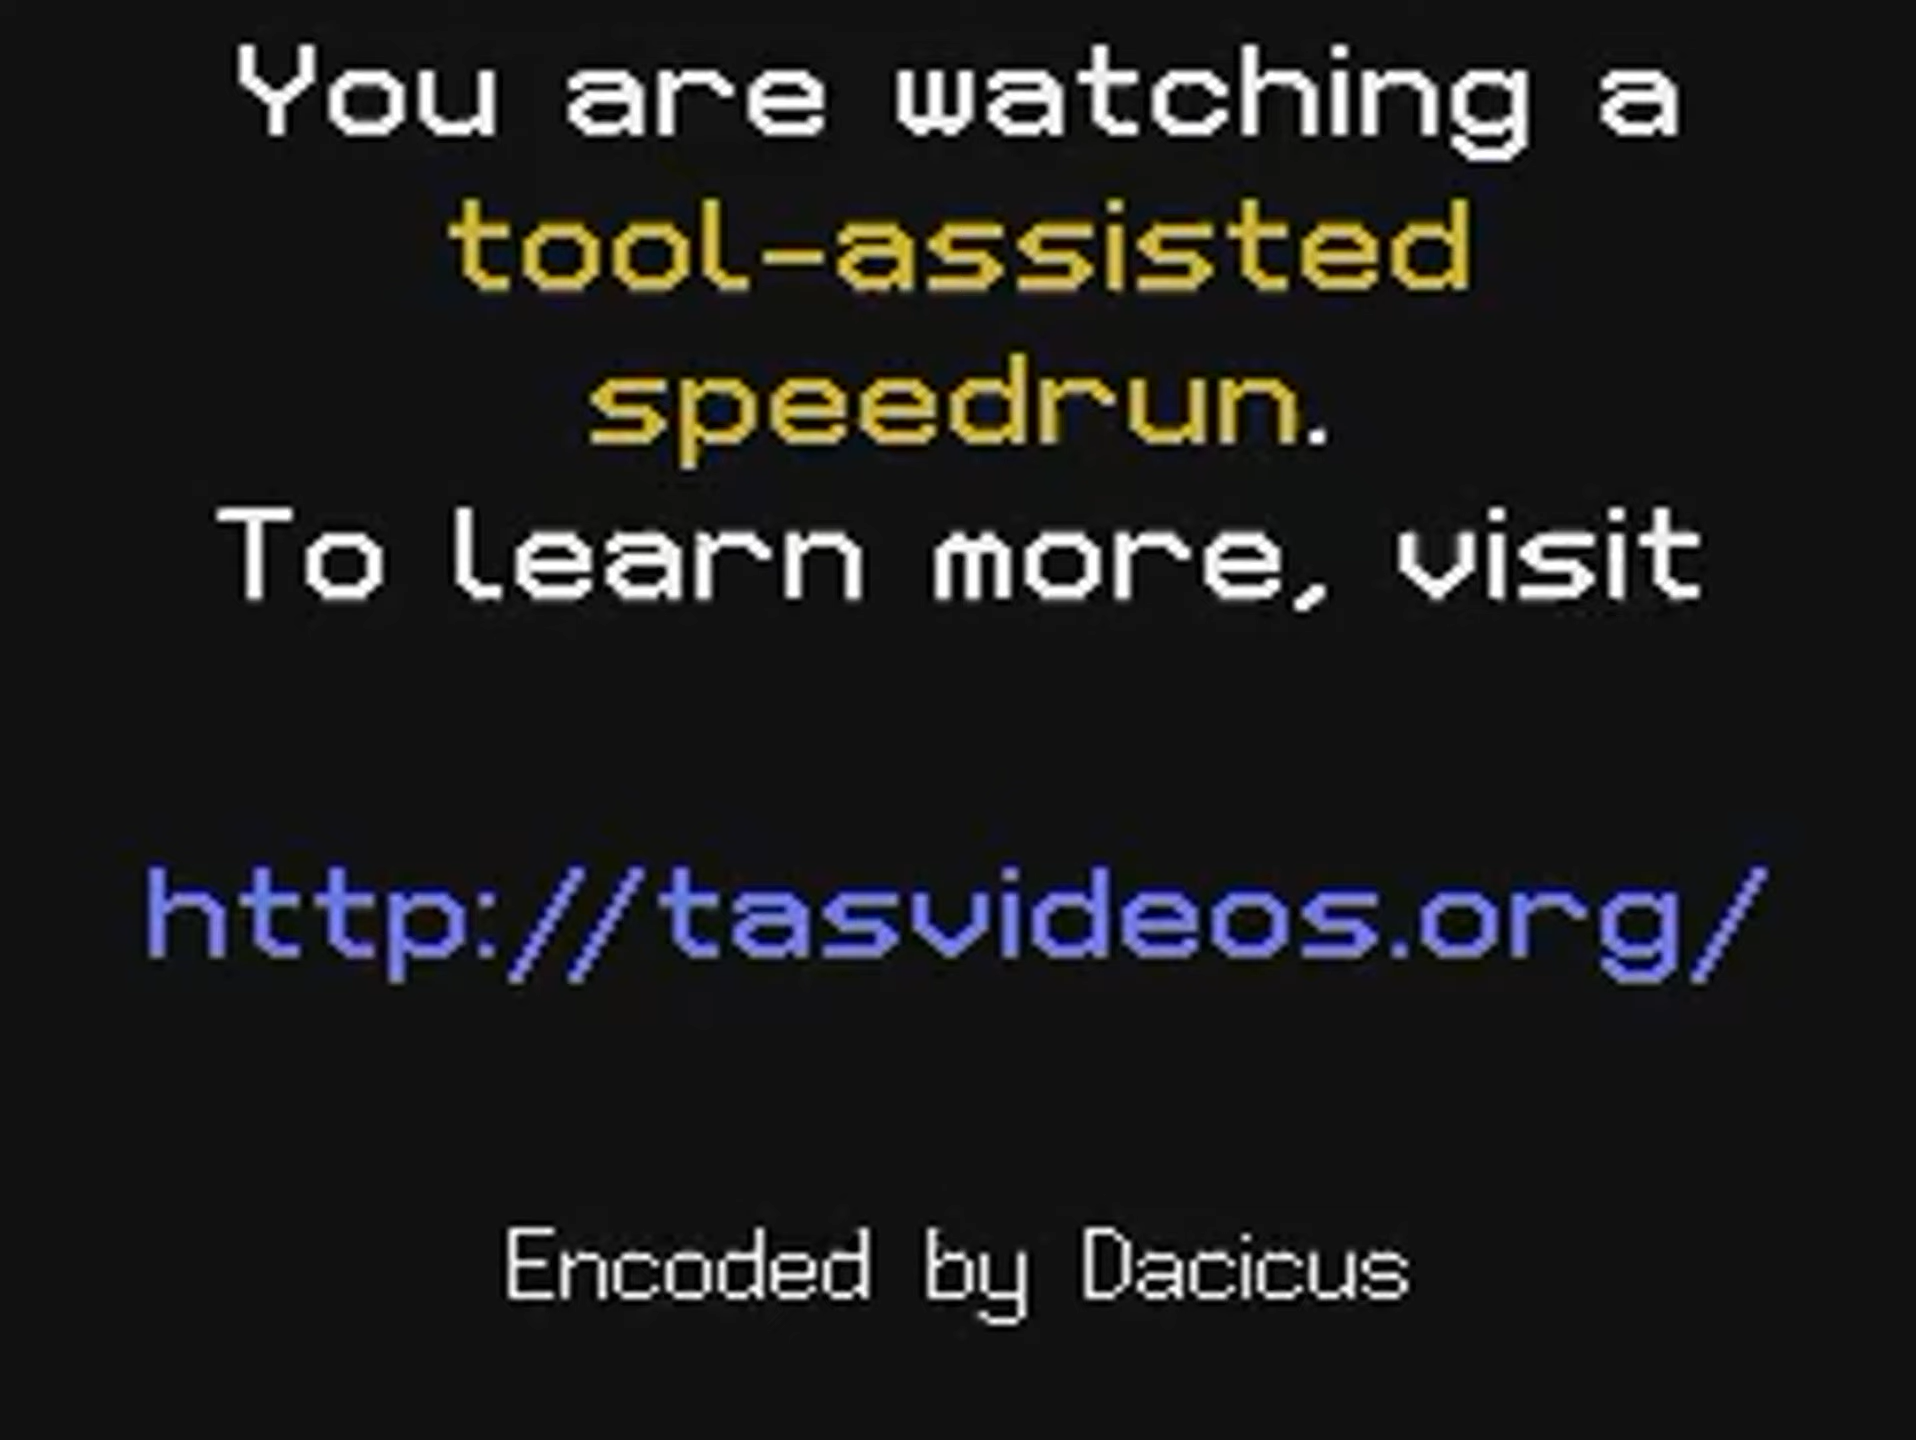 You are watching a
tool-assisted
speedrun.
To learn more, visit
http://tasvideos.org/
Encoded by Dacicus